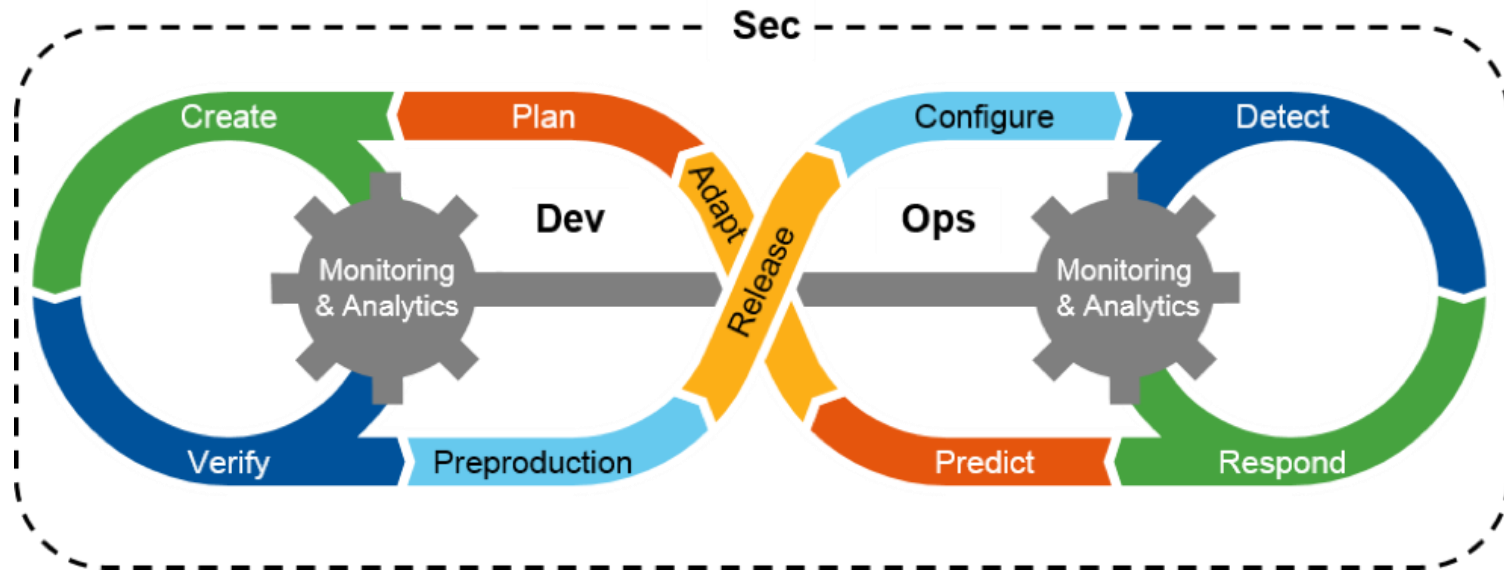 Sec
Create
Plan
Configure
Detect
Adapt
Dev
Release
Ops
Monitoring
& Analytics
Monitoring
& Analytics
Verify
Preproduction
Predict
Respond